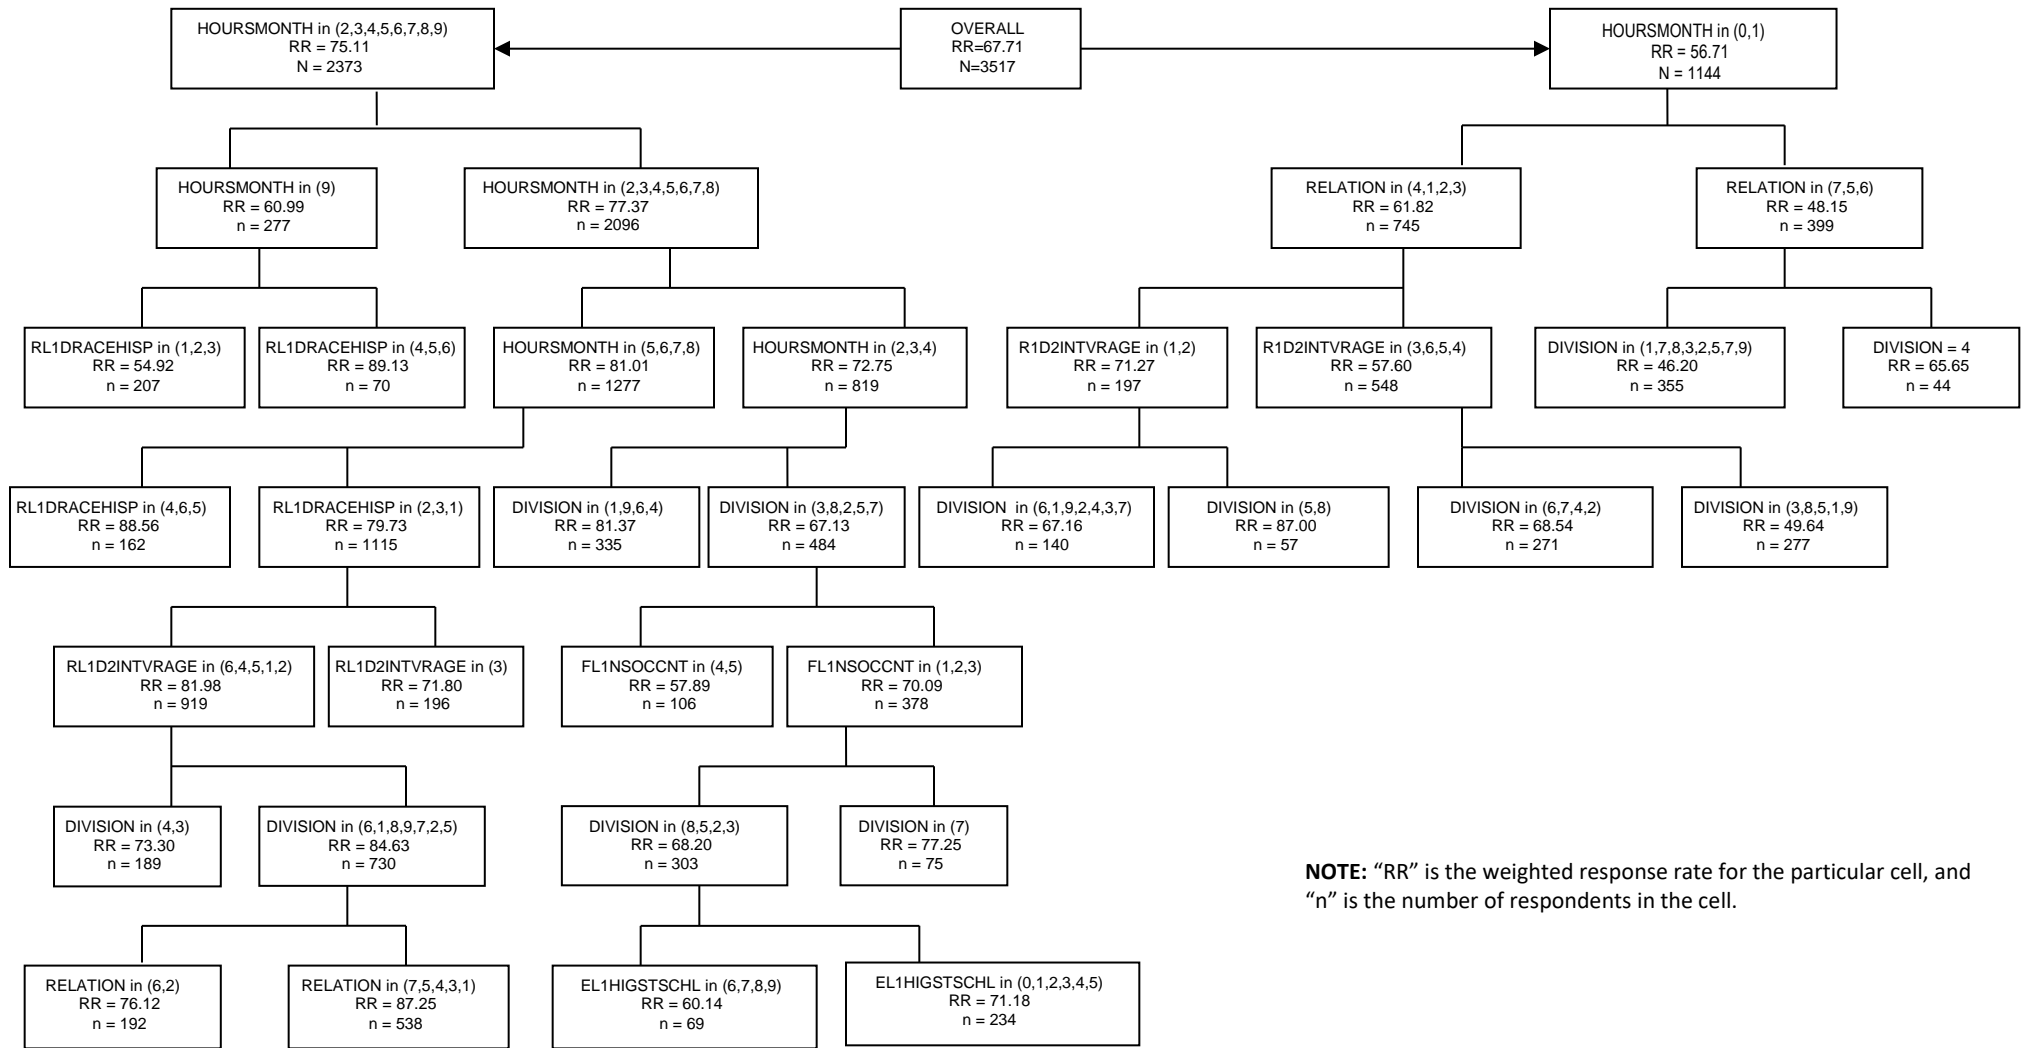 HOURSMONTH in (2,3,4,5,6,7,8,9)
RR = 75.11
N = 2373
OVERALL
RR=67.71
N=3517
HOURSMONTH in (0,1)
RR = 56.71
N = 1144
HOURSMONTH in (9)
RR = 60.99
n = 277
HOURSMONTH in (2,3,4,5,6,7,8)
RR = 77.37
n = 2096
RELATION in (4,1,2,3)
RR = 61.82
n = 745
RELATION in (7,5,6)
RR = 48.15
n = 399
RL1DRACEHISP in (1,2,3)
RR = 54.92
n = 207
RL1DRACEHISP in (4,5,6)
RR = 89.13
n = 70
HOURSMONTH in (5,6,7,8)
RR = 81.01
n = 1277
HOURSMONTH in (2,3,4)
RR = 72.75
n = 819
R1D2INTVRAGE in (1,2)
RR = 71.27
n = 197
R1D2INTVRAGE in (3,6,5,4)
RR = 57.60
n = 548
DIVISION in (1,7,8,3,2,5,7,9)
RR = 46.20
n = 355
DIVISION = 4
RR = 65.65
n = 44
RL1DRACEHISP in (4,6,5)
RR = 88.56
n = 162
RL1DRACEHISP in (2,3,1)
RR = 79.73
n = 1115
DIVISION in (1,9,6,4)
RR = 81.37
n = 335
DIVISION in (3,8,2,5,7)
RR = 67.13
n = 484
DIVISION in (6,1,9,2,4,3,7)
RR = 67.16
n = 140
DIVISION in (5,8)
RR = 87.00
n = 57
DIVISION in (6,7,4,2)
RR = 68.54
n = 271
DIVISION in (3,8,5,1,9)
RR = 49.64
n = 277
RL1D2INTVRAGE in (6,4,5,1,2)
RR = 81.98
n = 919
RL1D2INTVRAGE in (3)
RR = 71.80
n = 196
FL1NSOCCNT in (4,5)
RR = 57.89
n = 106
FL1NSOCCNT in (1,2,3)
RR = 70.09
n = 378
DIVISION in (4,3)
RR = 73.30
n = 189
DIVISION in (6,1,8,9,7,2,5)
RR = 84.63
n = 730
DIVISION in (8,5,2,3)
RR = 68.20
n = 303
DIVISION in (7)
RR = 77.25
n = 75
NOTE: “RR” is the weighted response rate for the particular cell, and
“n” is the number of respondents in the cell.
RELATION in (6,2)
RR = 76.12
n = 192
RELATION in (7,5,4,3,1)
RR = 87.25
n = 538
EL1HIGSTSCHL in (6,7,8,9)
RR = 60.14
n = 69
EL1HIGSTSCHL in (0,1,2,3,4,5)
RR = 71.18
n = 234